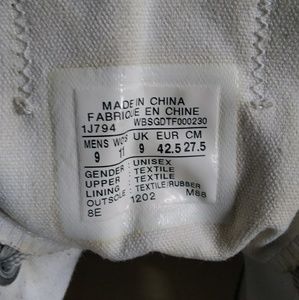 MADE IN CHINA
FABRIQUE EN CHINE
1J794 WBSGDTF000230
MENS WO'S UK EUR CM
9 11 9 42.5 27.5
GENDER : UNISEX
UPPER : TEXTILE
LINING : TEXTILE
OUTSOLE : TEXTILE/RUBBER
8E 1202 M68